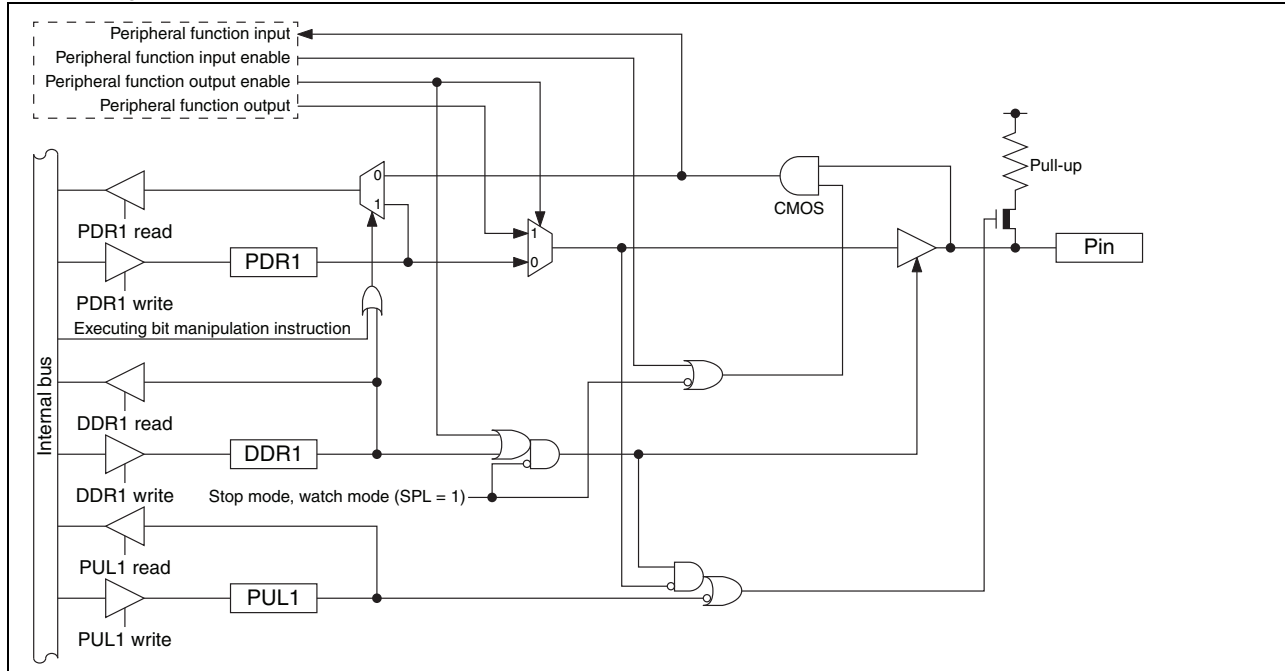 Peripheral function input
Peripheral function input enable
Peripheral function output enable
Peripheral function output
Pull-up
0
1
CMOS
PDR1 read
1
0
PDR1
Pin
PDR1 write
Executing bit manipulation instruction
Internal bus
DDR1 read
DDR1
DDR1 write
Stop mode, watch mode (SPL = 1)
PUL1 read
PUL1
PUL1 write